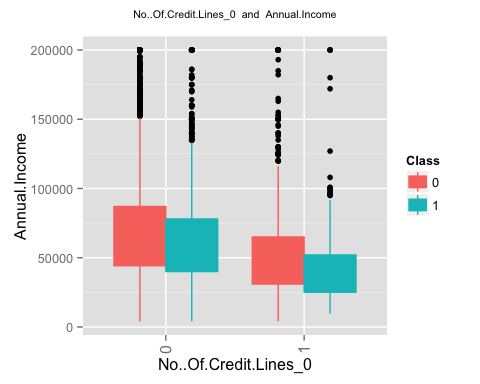 No..Of.Credit.Lines_0 and Annual.Income
200000
150000
100000
50000
0
Annual.Income
0
1
No..Of.Credit.Lines_0
Class
0
1